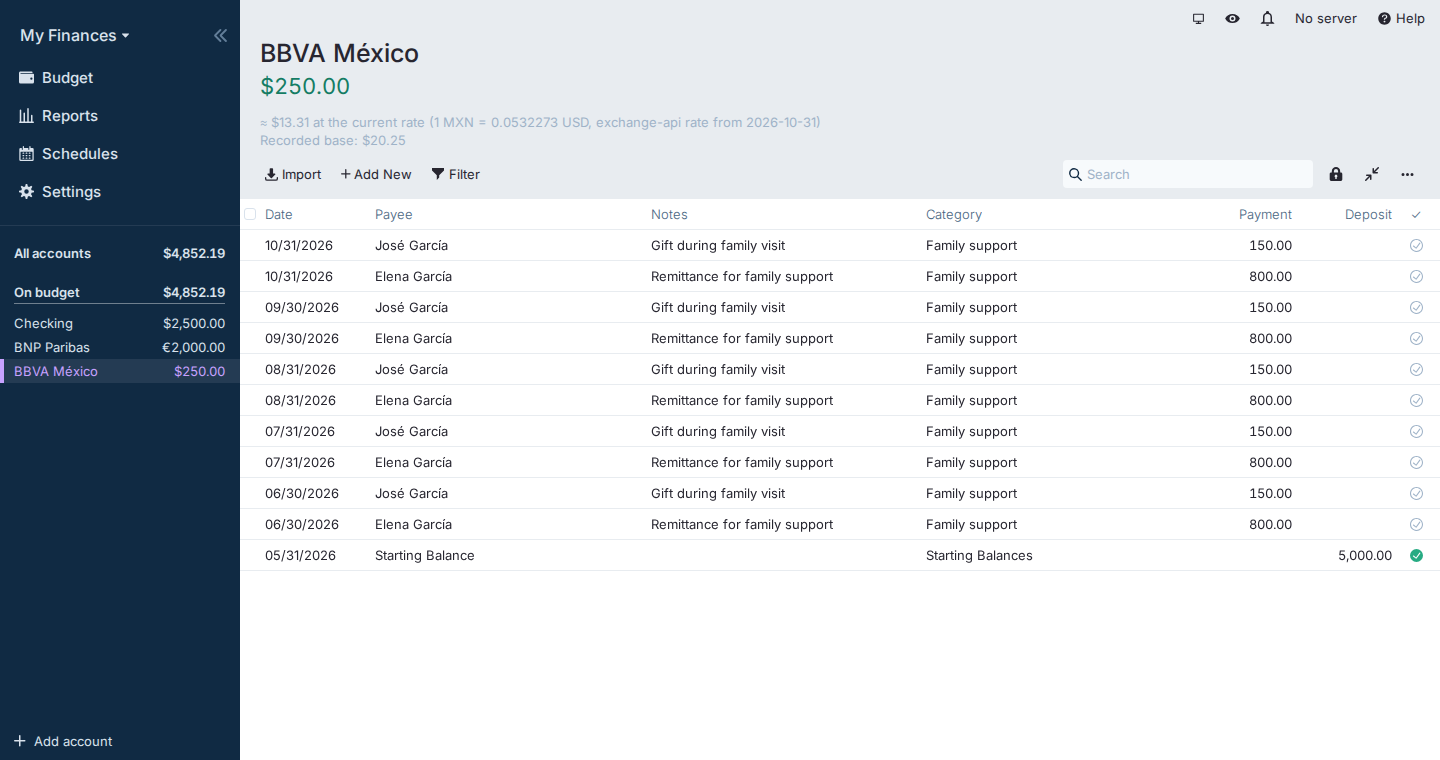 My Finances
Budget
Reports
Schedules
Settings
All accounts $4,852.19
On budget $4,852.19
Checking $2,500.00
BNP Paribas €2,000.00
BBVA México $250.00
Add account
No server Help
BBVA México
$250.00
≈ $13.31 at the current rate (1 MXN = 0.0532273 USD, exchange-api rate from 2026-10-31)
Recorded base: $20.25
Import + Add New Filter Search
Date Payee Notes Category Payment Deposit
10/31/2026 José García Gift during family visit Family support 150.00
10/31/2026 Elena García Remittance for family support Family support 800.00
09/30/2026 José García Gift during family visit Family support 150.00
09/30/2026 Elena García Remittance for family support Family support 800.00
08/31/2026 José García Gift during family visit Family support 150.00
08/31/2026 Elena García Remittance for family support Family support 800.00
07/31/2026 José García Gift during family visit Family support 150.00
07/31/2026 Elena García Remittance for family support Family support 800.00
06/30/2026 José García Gift during family visit Family support 150.00
06/30/2026 Elena García Remittance for family support Family support 800.00
05/31/2026 Starting Balance Starting Balances 5,000.00